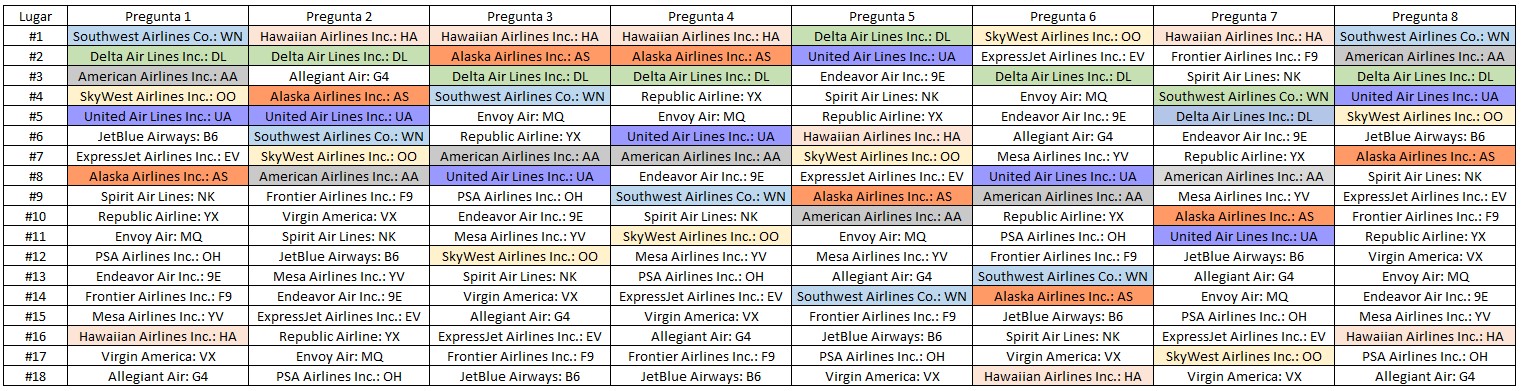 Lugar Pregunta 1 Pregunta 2 Pregunta 3 Pregunta 4 Pregunta 5 Pregunta 6 Pregunta 7 Pregunta 8
#1 Southwest Airlines Co.: WN Hawaiian Airlines Inc.: HA Hawaiian Airlines Inc.: HA Hawaiian Airlines Inc.: HA Delta Air Lines Inc.: DL SkyWest Airlines Inc.: OO Hawaiian Airlines Inc.: HA Southwest Airlines Co.: WN
#2 Delta Air Lines Inc.: DL Delta Air Lines Inc.: DL Alaska Airlines Inc.: AS Alaska Airlines Inc.: AS United Air Lines Inc.: UA ExpressJet Airlines Inc.: EV Frontier Airlines Inc.: F9 American Airlines Inc.: AA
#3 American Airlines Inc.: AA Allegiant Air: G4 Delta Air Lines Inc.: DL Delta Air Lines Inc.: DL Endeavor Air Inc.: 9E Delta Air Lines Inc.: DL Spirit Air Lines: NK Delta Air Lines Inc.: DL
#4 SkyWest Airlines Inc.: OO Alaska Airlines Inc.: AS Southwest Airlines Co.: WN Republic Airline: YX Spirit Air Lines: NK Envoy Air: MQ Southwest Airlines Co.: WN United Air Lines Inc.: UA
#5 United Air Lines Inc.: UA United Air Lines Inc.: UA Envoy Air: MQ Envoy Air: MQ Republic Airline: YX Endeavor Air Inc.: 9E Delta Air Lines Inc.: DL SkyWest Airlines Inc.: OO
#6 JetBlue Airways: B6 Southwest Airlines Co.: WN Republic Airline: YX United Air Lines Inc.: UA Hawaiian Airlines Inc.: HA Allegiant Air: G4 Endeavor Air Inc.: 9E JetBlue Airways: B6
#7 ExpressJet Airlines Inc.: EV SkyWest Airlines Inc.: OO American Airlines Inc.: AA American Airlines Inc.: AA SkyWest Airlines Inc.: OO Mesa Airlines Inc.: YV Republic Airline: YX Alaska Airlines Inc.: AS
#8 Alaska Airlines Inc.: AS American Airlines Inc.: AA United Air Lines Inc.: UA Endeavor Air Inc.: 9E ExpressJet Airlines Inc.: EV United Air Lines Inc.: UA American Airlines Inc.: AA Spirit Air Lines: NK
#9 Spirit Air Lines: NK Frontier Airlines Inc.: F9 PSA Airlines Inc.: OH Southwest Airlines Co.: WN Alaska Airlines Inc.: AS American Airlines Inc.: AA Mesa Airlines Inc.: YV ExpressJet Airlines Inc.: EV
#10 Republic Airline: YX Virgin America: VX Endeavor Air Inc.: 9E Spirit Air Lines: NK American Airlines Inc.: AA Republic Airline: YX Alaska Airlines Inc.: AS Frontier Airlines Inc.: F9
#11 Envoy Air: MQ Spirit Air Lines: NK Mesa Airlines Inc.: YV SkyWest Airlines Inc.: OO Envoy Air: MQ PSA Airlines Inc.: OH United Air Lines Inc.: UA Republic Airline: YX
#12 PSA Airlines Inc.: OH JetBlue Airways: B6 SkyWest Airlines Inc.: OO Mesa Airlines Inc.: YV Mesa Airlines Inc.: YV Frontier Airlines Inc.: F9 JetBlue Airways: B6 Virgin America: VX
#13 Endeavor Air Inc.: 9E Mesa Airlines Inc.: YV Spirit Air Lines: NK PSA Airlines Inc.: OH Allegiant Air: G4 Southwest Airlines Co.: WN Allegiant Air: G4 Envoy Air: MQ
#14 Frontier Airlines Inc.: F9 Endeavor Air Inc.: 9E Virgin America: VX ExpressJet Airlines Inc.: EV Southwest Airlines Co.: WN Alaska Airlines Inc.: AS Envoy Air: MQ Endeavor Air Inc.: 9E
#15 Mesa Airlines Inc.: YV ExpressJet Airlines Inc.: EV Allegiant Air: G4 Virgin America: VX Frontier Airlines Inc.: F9 JetBlue Airways: B6 PSA Airlines Inc.: OH Mesa Airlines Inc.: YV
#16 Hawaiian Airlines Inc.: HA Republic Airline: YX ExpressJet Airlines Inc.: EV Allegiant Air: G4 JetBlue Airways: B6 Spirit Air Lines: NK ExpressJet Airlines Inc.: EV Hawaiian Airlines Inc.: HA
#17 Virgin America: VX Envoy Air: MQ Frontier Airlines Inc.: F9 Frontier Airlines Inc.: F9 PSA Airlines Inc.: OH Virgin America: VX SkyWest Airlines Inc.: OO PSA Airlines Inc.: OH
#18 Allegiant Air: G4 PSA Airlines Inc.: OH JetBlue Airways: B6 JetBlue Airways: B6 Virgin America: VX Hawaiian Airlines Inc.: HA Virgin America: VX Allegiant Air: G4